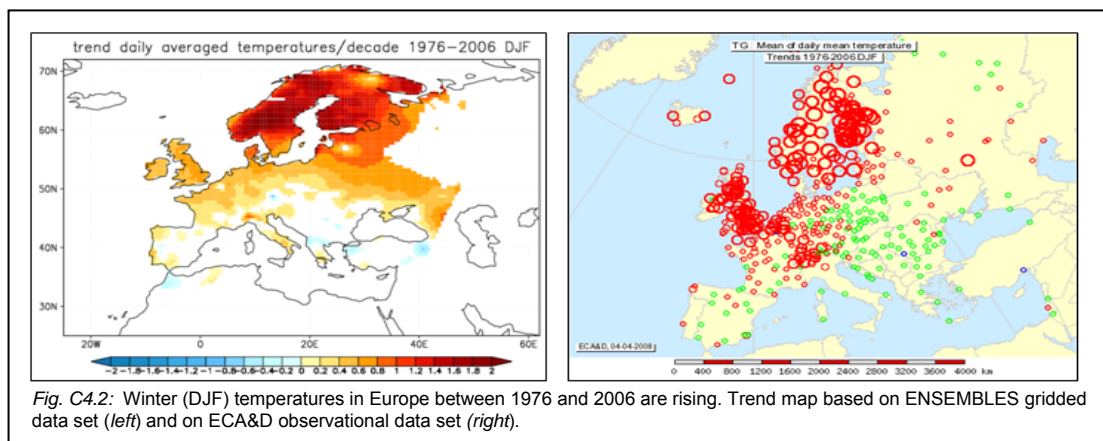 trend daily averaged temperatures/decade 1976-2006 DJF
70N
60N
50N
40N
30N
20W 0 20E 40E 60E
-2 -1.8 -1.6 -1.4 -1.2 -1 -0.8 -0.6 -0.4 -0.2 0 0.2 0.4 0.6 0.8 1 1.2 1.4 1.6 1.8 2
TG : Mean of daily mean temperature
Trends 1976-2006 DJF
ECA&D, 04-04-2008
0 400 800 1200 1600 2000 2400 2800 3200 3600 4000 km
Fig. C4.2: Winter (DJF) temperatures in Europe between 1976 and 2006 are rising. Trend map based on ENSEMBLES gridded
data set (left) and on ECA&D observational data set (right).